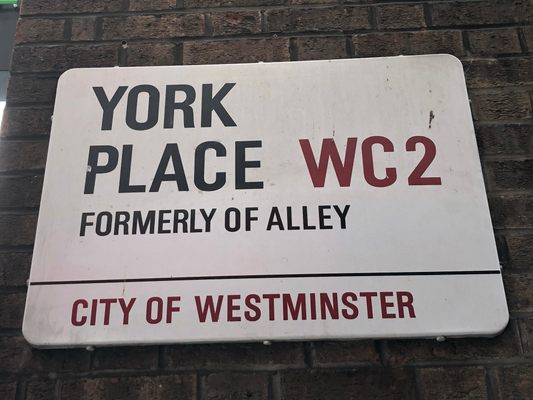 YORK
PLACE WC2
FORMERLY OF ALLEY
CITY OF WESTMINSTER